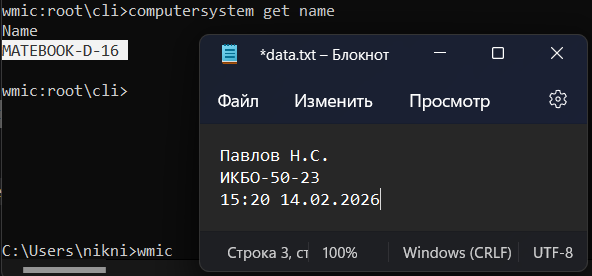 wmic:root\cli>computersystem get name
Name
MATEBOOK-D-16
wmic:root\cli>
C:\Users\nikni>wmic
*data.txt – Блокнот
Файл Изменить Просмотр
Павлов Н.С.
ИКБО-50-23
15:20 14.02.2026
Строка 3, ст 100% Windows (CRLF) UTF-8